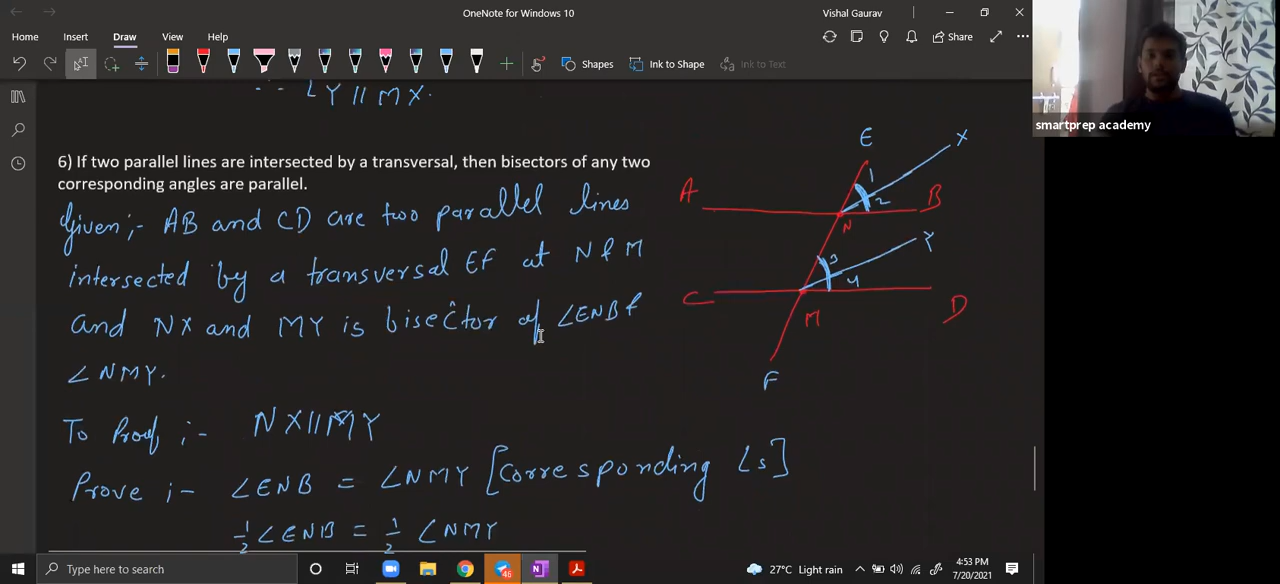 OneNote for Windows 10
Vishal Gaurav
Home Insert Draw View Help
Share
Shapes
Ink to Shape
Ink to Text
smartprep academy
∴ LY || MX.
6) If two parallel lines are intersected by a transversal, then bisectors of any two
corresponding angles are parallel.
Given ;- AB and CD are two parallel lines
intersected by a transversal EF at N & M
and NX and MY is bisector of ∠ENB &
∠NMY.
To Proof ;- NX || MY
Prove ;- ∠ENB = ∠NMY [Corresponding ∠s]
1/2 ∠ENB = 1/2 ∠NMY
E
X
A
1
2
B
N
3
Y
4
C
M
D
F
Type here to search
46
27°C Light rain
4:53 PM
7/20/2021